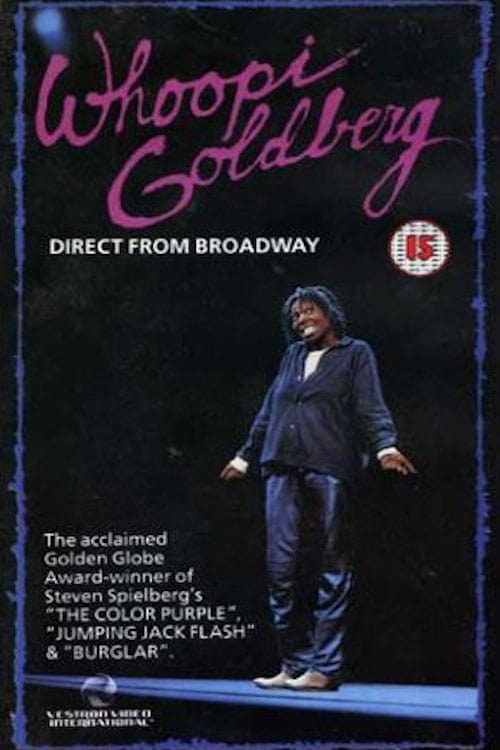 Whoopi
Goldberg
DIRECT FROM BROADWAY
15
The acclaimed
Golden Globe
Award-winner of
Steven Spielberg's
"THE COLOR PURPLE",
"JUMPING JACK FLASH"
& "BURGLAR".
VESTRON VIDEO
INTERNATIONAL